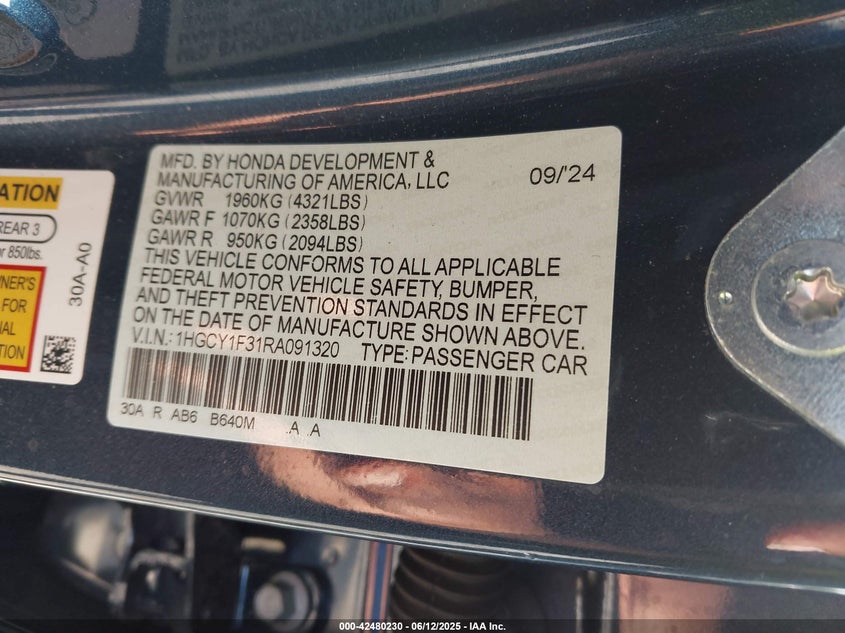 MFD. BY HONDA DEVELOPMENT &
MANUFACTURING OF AMERICA, LLC 09/'24
GVWR 1960KG (4321LBS)
GAWR F 1070KG (2358LBS)
GAWR R 950KG (2094LBS)
THIS VEHICLE CONFORMS TO ALL APPLICABLE
FEDERAL MOTOR VEHICLE SAFETY, BUMPER,
AND THEFT PREVENTION STANDARDS IN EFFECT
ON THE DATE OF MANUFACTURE SHOWN ABOVE.
V.I.N.: 1HGCY1F31RA091320 TYPE: PASSENGER CAR
30A R AB6 B640M .A .A
REAR 3
850lbs.
FOR
30A-A0
000-42480230 - 06/12/2025 - IAA Inc.